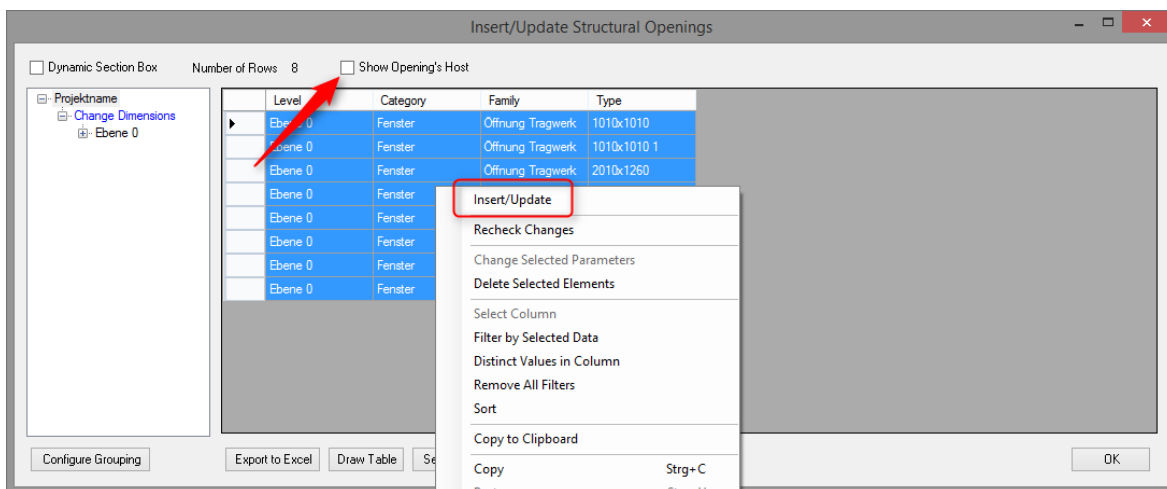 Insert/Update Structural Openings
Dynamic Section Box Number of Rows 8 Show Opening's Host
Projektname
Change Dimensions
Ebene 0
Level Category Family Type
Ebene 0 Fenster Öffnung Tragwerk 1010x1010
Ebene 0 Fenster Öffnung Tragwerk 1010x1010 1
Ebene 0 Fenster Öffnung Tragwerk 2010x1260
Ebene 0 Fenster
Ebene 0 Fenster
Ebene 0 Fenster
Ebene 0 Fenster
Ebene 0 Fenster
Insert/Update
Recheck Changes
Change Selected Parameters
Delete Selected Elements
Select Column
Filter by Selected Data
Distinct Values in Column
Remove All Filters
Sort
Copy to Clipboard
Copy Strg+C
Configure Grouping Export to Excel Draw Table Se OK